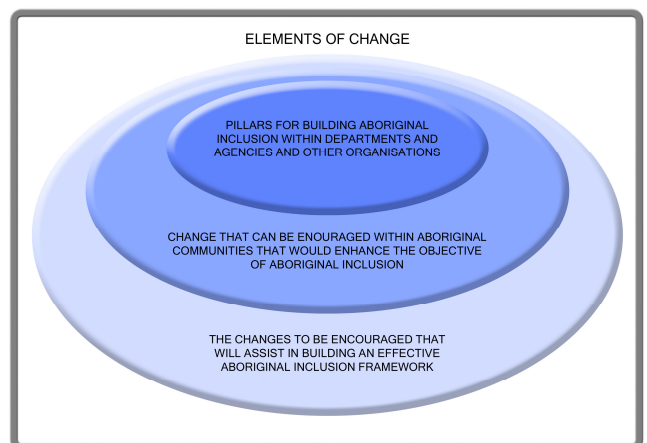 ELEMENTS OF CHANGE
PILLARS FOR BUILDING ABORIGINAL
INCLUSION WITHIN DEPARTMENTS AND
AGENCIES AND OTHER ORGANISATIONS
CHANGE THAT CAN BE ENOURAGED WITHIN ABORIGINAL
COMMUNITIES THAT WOULD ENHANCE THE OBJECTIVE
OF ABORIGINAL INCLUSION
THE CHANGES TO BE ENCOURAGED THAT
WILL ASSIST IN BUILDING AN EFFECTIVE
ABORIGINAL INCLUSION FRAMEWORK